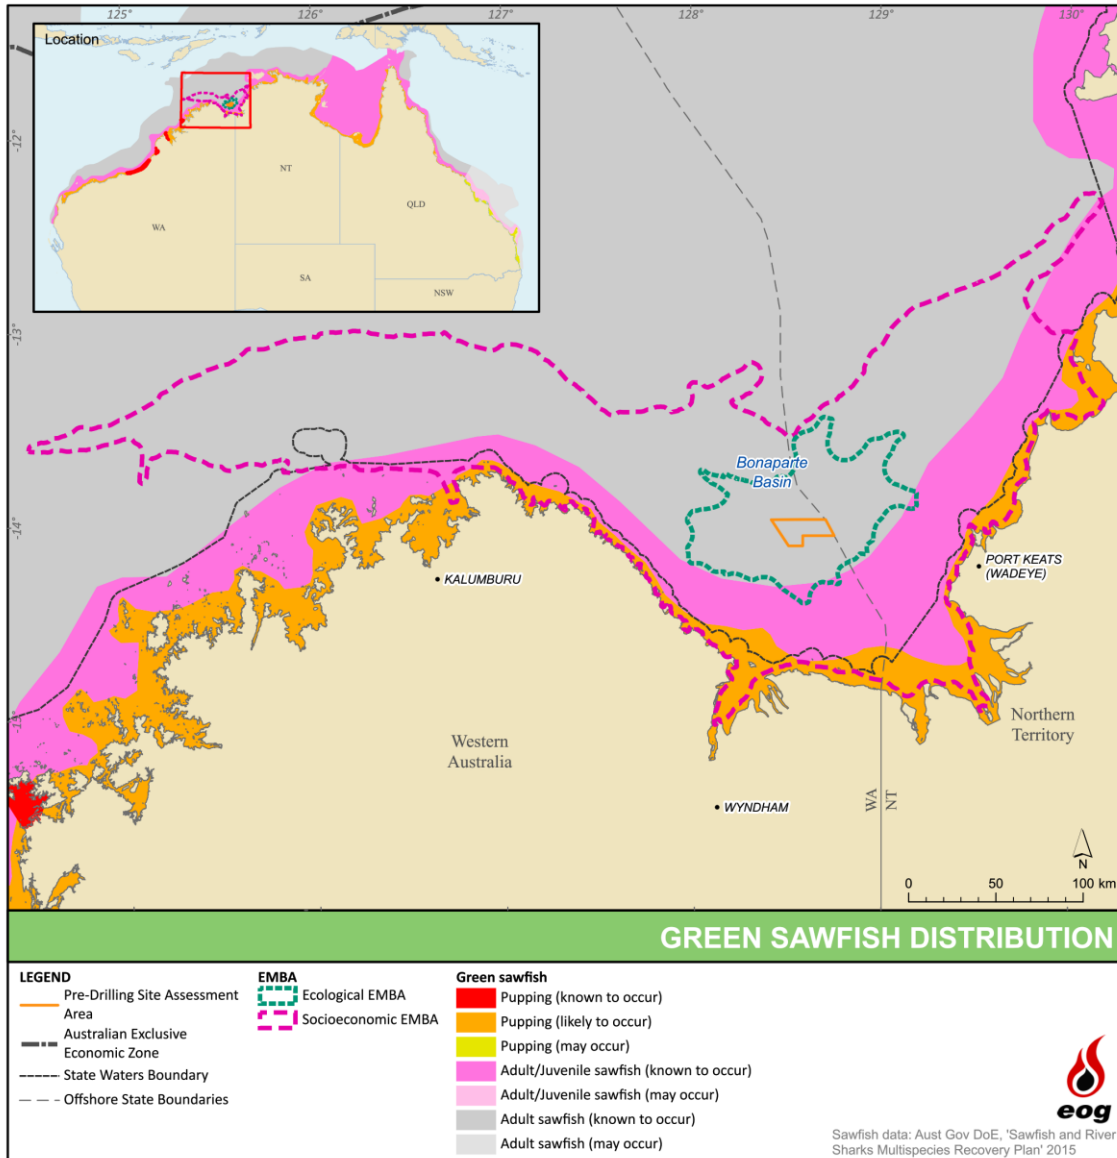 125°
126°
127°
128°
129°
130°
Location
WA
NT
SA
QLD
NSW
-12°
-13°
-14°
-15°
Bonaparte
Basin
KALUMBURU
PORT KEATS
(WADEYE)
Western
Australia
Northern
Territory
WYNDHAM
WA
NT
N
0 50 100 km
GREEN SAWFISH DISTRIBUTION
LEGEND
Pre-Drilling Site Assessment
Area
Australian Exclusive
Economic Zone
State Waters Boundary
Offshore State Boundaries
EMBA
Ecological EMBA
Socioeconomic EMBA
Green sawfish
Pupping (known to occur)
Pupping (likely to occur)
Pupping (may occur)
Adult/Juvenile sawfish (known to occur)
Adult/Juvenile sawfish (may occur)
Adult sawfish (known to occur)
Adult sawfish (may occur)
eog
Sawfish data: Aust Gov DoE, 'Sawfish and River
Sharks Multispecies Recovery Plan' 2015